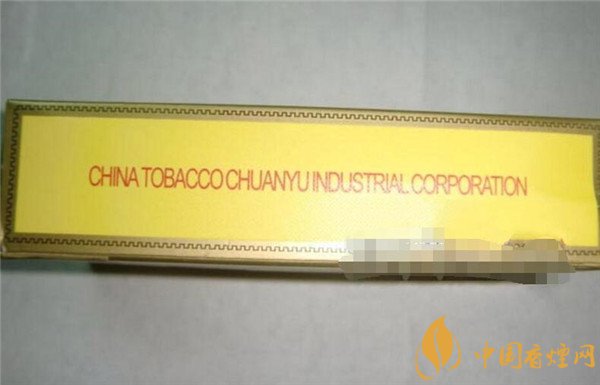 CHINA TOBACCO CHUANYU INDUSTRIAL CORPORATION
中国香烟网